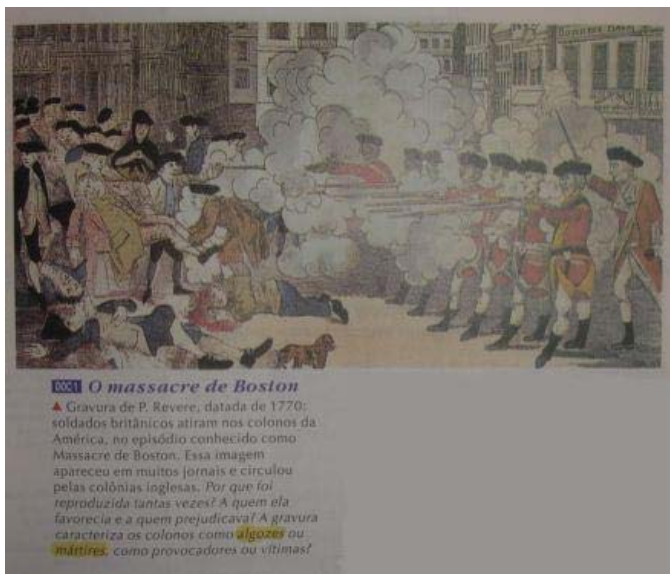 DOC 1 O massacre de Boston
▲ Gravura de P. Revere, datada de 1770:
soldados britânicos atiram nos colonos da
América, no episódio conhecido como
Massacre de Boston. Essa imagem
apareceu em muitos jornais e circulou
pelas colônias inglesas. Por que foi
reproduzida tantas vezes? A quem ela
favorecia e a quem prejudicava? A gravura
caracteriza os colonos como algozes ou
mártires, como provocadores ou vítimas?